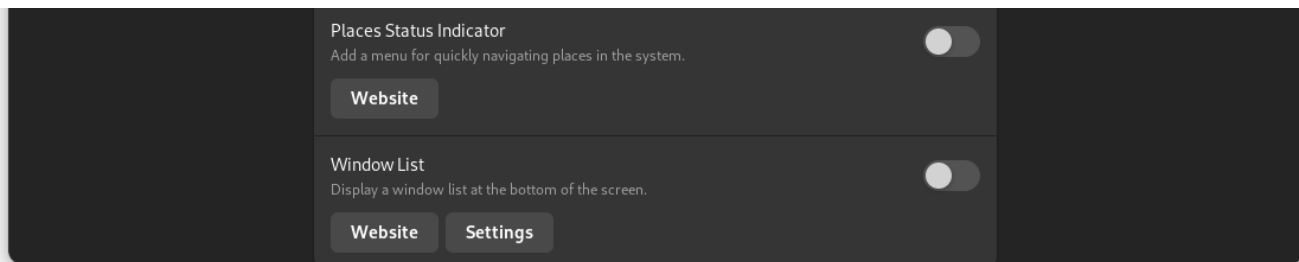 Places Status Indicator
Add a menu for quickly navigating places in the system.
Website
Window List
Display a window list at the bottom of the screen.
Website Settings